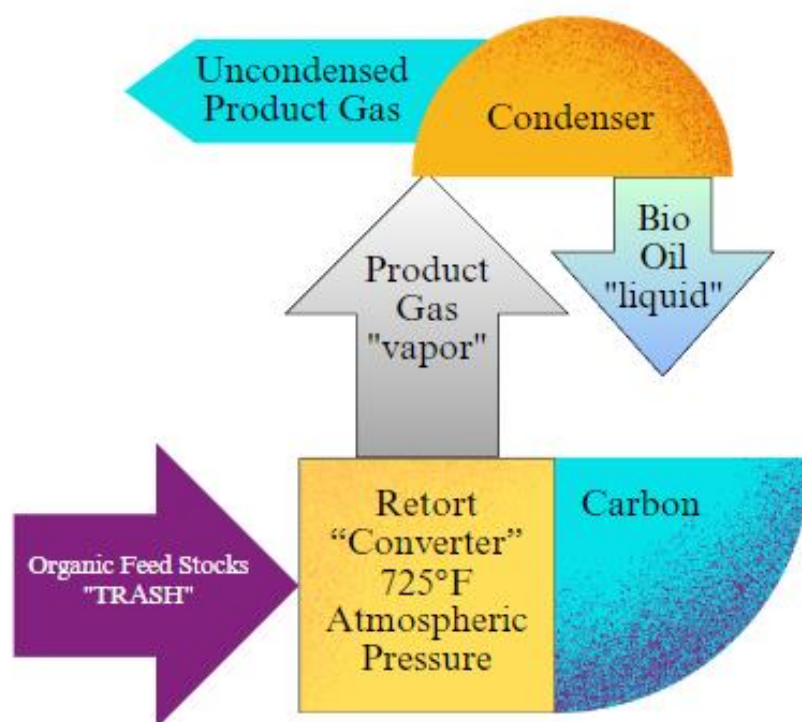 Uncondensed
Product Gas
Condenser
Bio
Oil
"liquid"
Product
Gas
"vapor"
Organic Feed Stocks
"TRASH"
Retort
“Converter”
725°F
Atmospheric
Pressure
Carbon